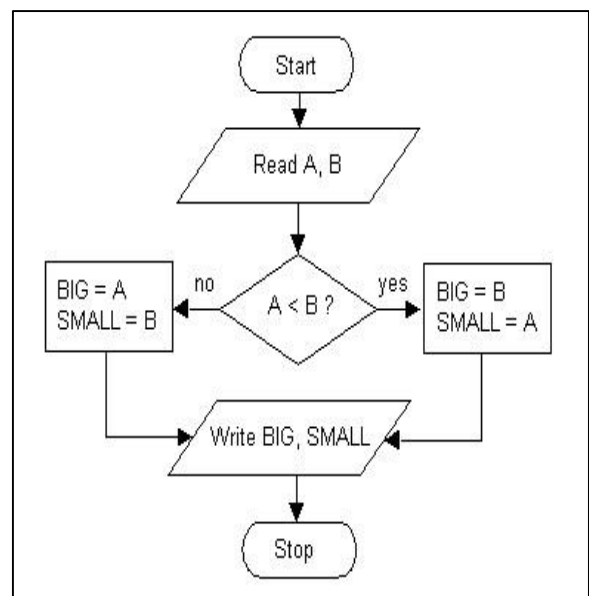 Start
Read A, B
no
A < B ?
yes
BIG = A
SMALL = B
BIG = B
SMALL = A
Write BIG, SMALL
Stop